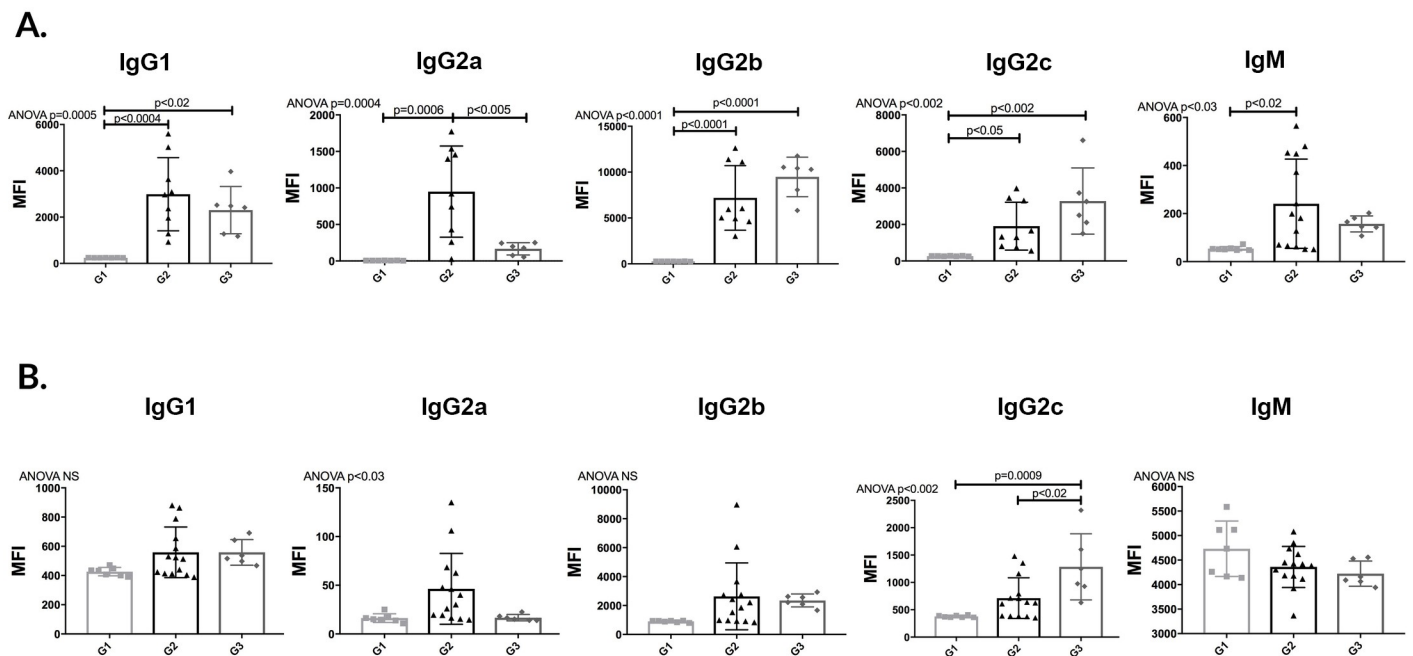 A.
IgG1
IgG2a
IgG2b
IgG2c
IgM
ANOVA p=0.0005
p<0.02
p<0.0004
MFI
6000
4000
2000
0
G1
G2
G3
ANOVA p=0.0004
p=0.0006
p<0.005
MFI
2000
1500
1000
500
0
G1
G2
G3
ANOVA p<0.0001
p<0.0001
p<0.0001
MFI
15000
10000
5000
0
G1
G2
G3
ANOVA p<0.002
p<0.002
p<0.05
MFI
8000
6000
4000
2000
0
G1
G2
G3
ANOVA p<0.03
p<0.02
MFI
600
400
200
0
G1
G2
G3
B.
IgG1
IgG2a
IgG2b
IgG2c
IgM
ANOVA NS
MFI
1000
800
600
400
200
0
G1
G2
G3
ANOVA p<0.03
MFI
150
100
50
0
G1
G2
G3
ANOVA NS
MFI
10000
8000
6000
4000
2000
0
G1
G2
G3
ANOVA p<0.002
p=0.0009
p<0.02
MFI
2500
2000
1500
1000
500
0
G1
G2
G3
ANOVA NS
MFI
6000
5500
5000
4500
4000
3500
3000
G1
G2
G3